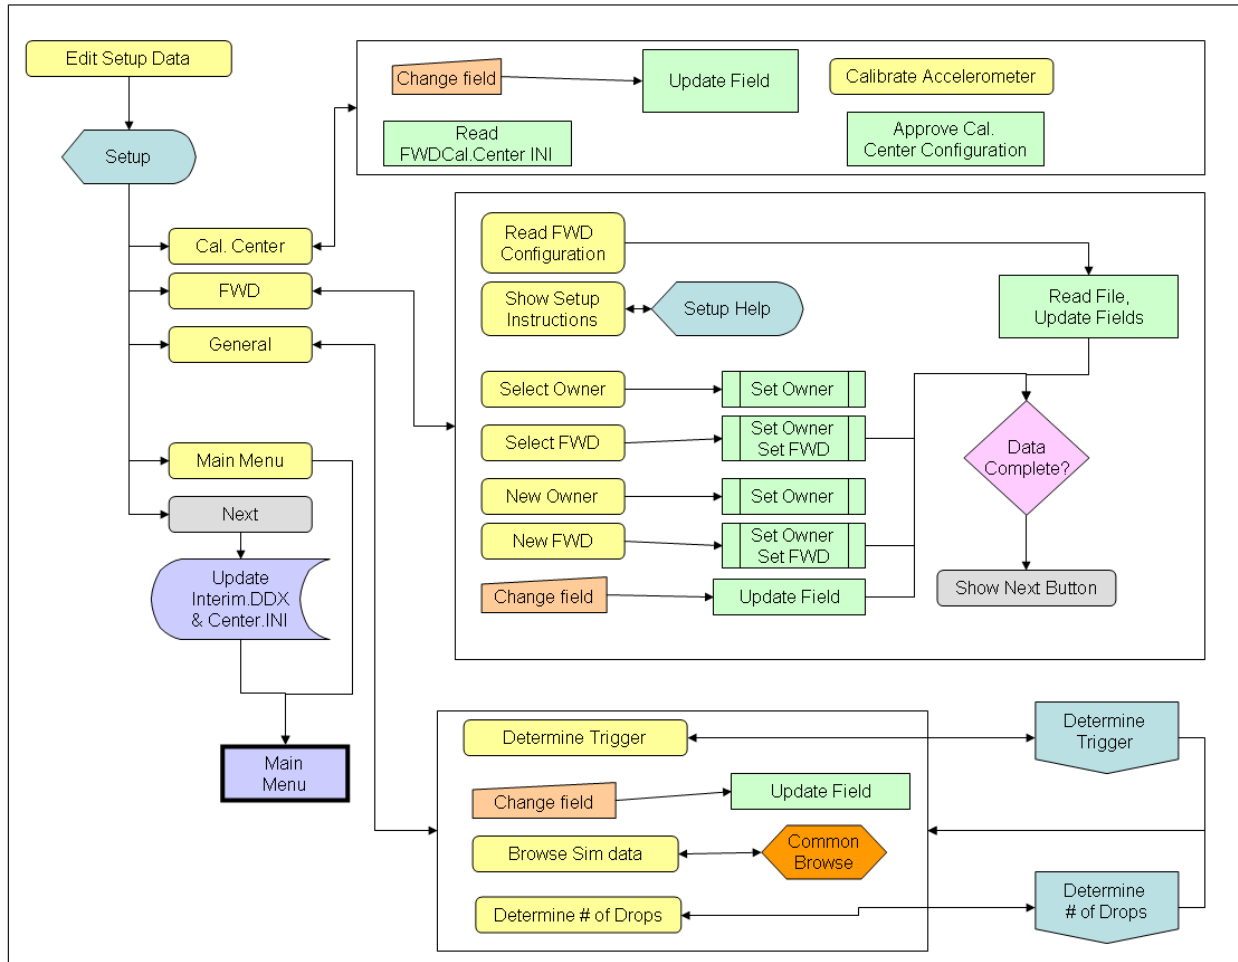 Edit Setup Data
Setup
Cal. Center
FWD
General
Main Menu
Next
Update
Interim.DDX
& Center.INI
Main
Menu
Change field
Update Field
Calibrate Accelerometer
Read
FWDCal.Center INI
Approve Cal.
Center Configuration
Read FWD
Configuration
Show Setup
Instructions
Setup Help
Read File,
Update Fields
Select Owner
Set Owner
Select FWD
Set Owner
Set FWD
Data
Complete?
New Owner
Set Owner
New FWD
Set Owner
Set FWD
Change field
Update Field
Show Next Button
Determine Trigger
Determine
Trigger
Change field
Update Field
Browse Sim data
Common
Browse
Determine # of Drops
Determine
# of Drops